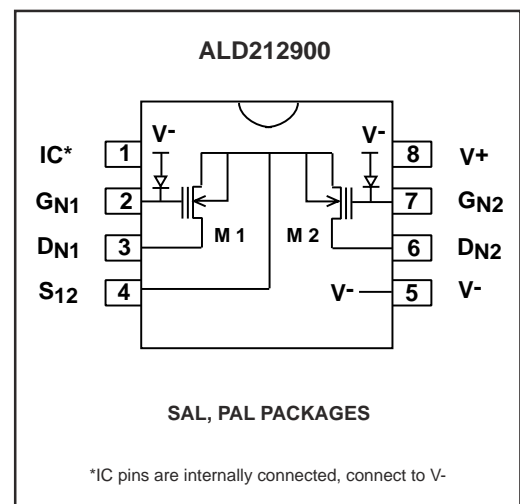 ALD212900
IC* 1 V- V- 8 V+
GN1 2 7 GN2
DN1 3 M 1 M 2 6 DN2
S12 4 V- 5 V-
SAL, PAL PACKAGES
*IC pins are internally connected, connect to V-